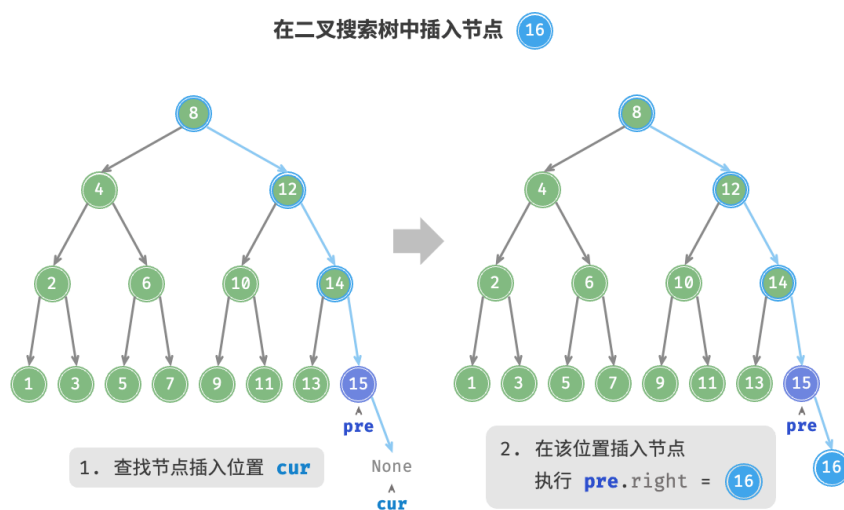 在二叉搜索树中插入节点 16
8
4 12
2 6 10 14
1 3 5 7 9 11 13 15
pre
None
cur
1. 查找节点插入位置 cur
8
4 12
2 6 10 14
1 3 5 7 9 11 13 15
pre
16
2. 在该位置插入节点
执行 pre.right = 16